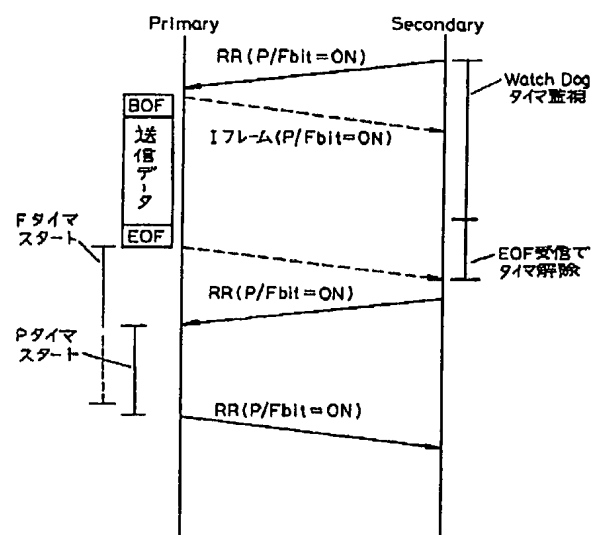 Primary
Secondary
RR(P/Fbit=ON)
Watch Dog
タイマ監視
BOF
Iフレーム(P/Fbit=ON)
送信データ
Fタイマ
スタート
EOF
EOF受信で
タイマ解除
RR(P/Fbit=ON)
Pタイマ
スタート
RR(P/Fbit=ON)